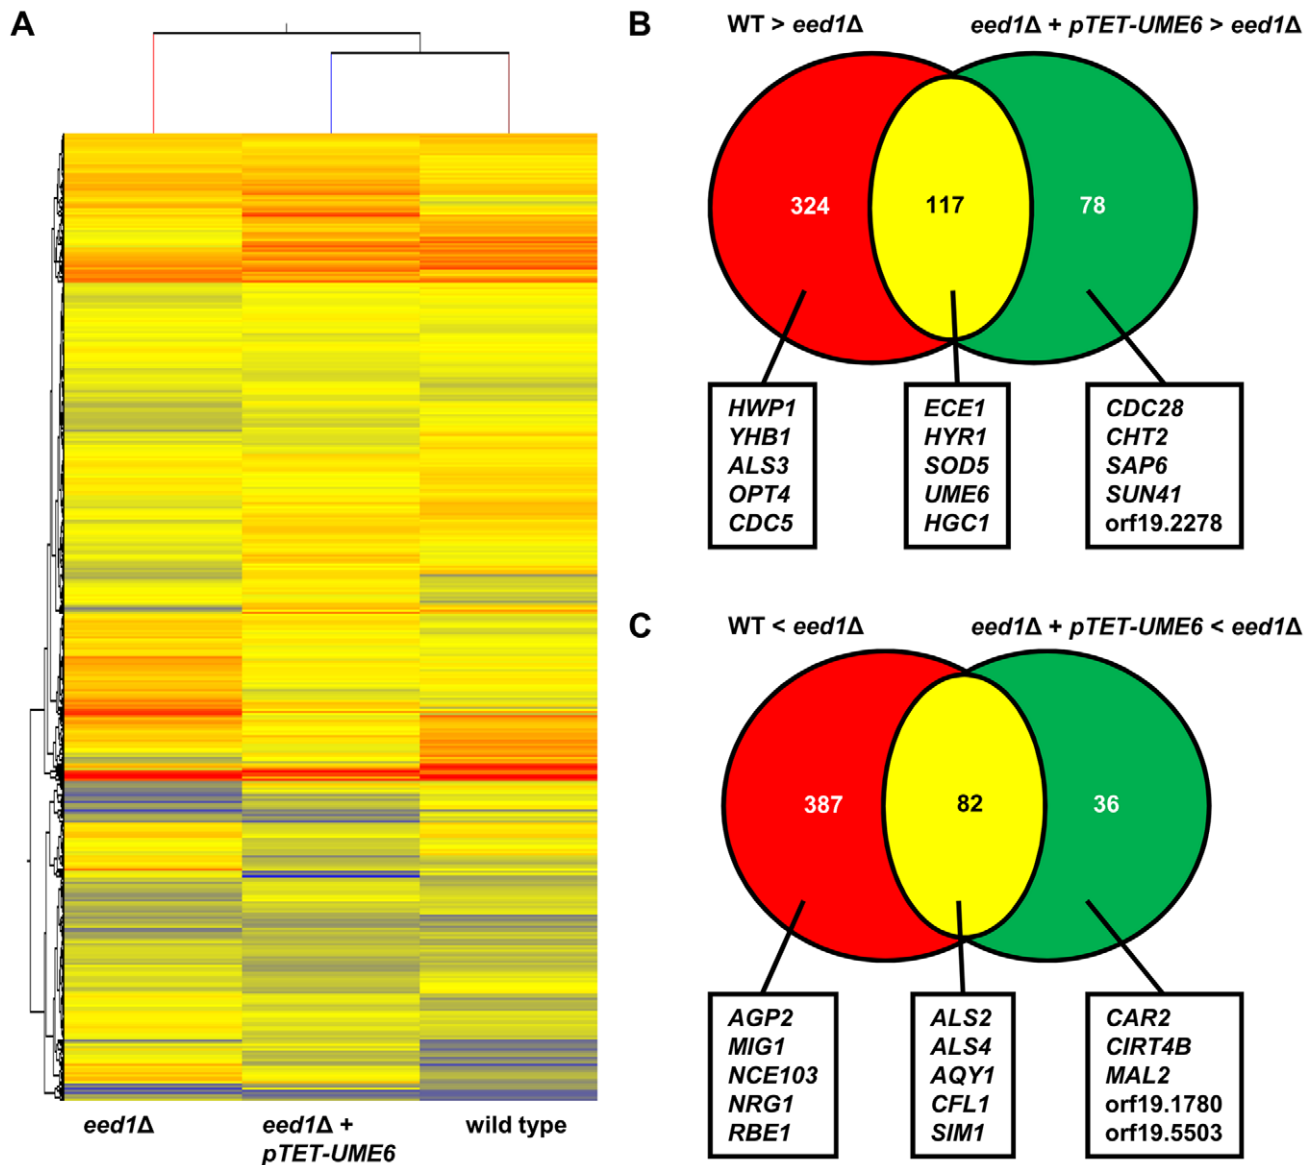 A
eed1Δ
eed1Δ +
pTET-UME6
wild type
B
WT > eed1Δ
eed1Δ + pTET-UME6 > eed1Δ
324
117
78
HWP1
YHB1
ALS3
OPT4
CDC5
ECE1
HYR1
SOD5
UME6
HGC1
CDC28
CHT2
SAP6
SUN41
orf19.2278
C
WT < eed1Δ
eed1Δ + pTET-UME6 < eed1Δ
387
82
36
AGP2
MIG1
NCE103
NRG1
RBE1
ALS2
ALS4
AQY1
CFL1
SIM1
CAR2
CIRT4B
MAL2
orf19.1780
orf19.5503